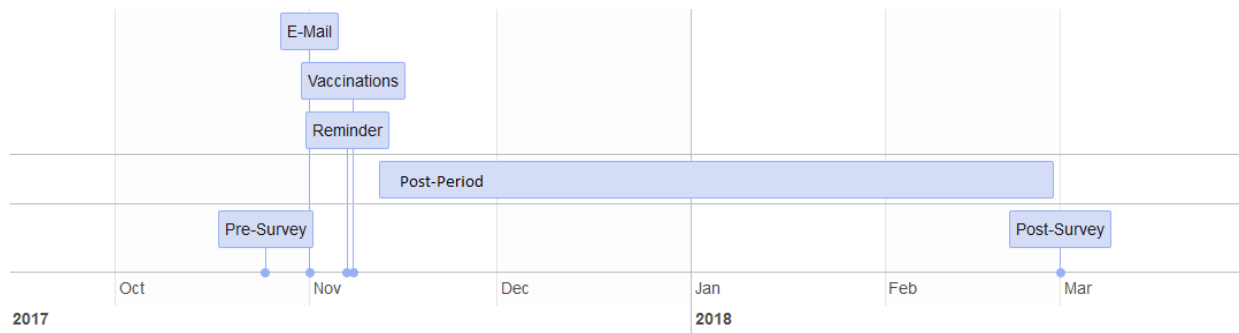 E-Mail
Vaccinations
Reminder
Post-Period
Pre-Survey
Post-Survey
Oct
Nov
Dec
Jan
Feb
Mar
2017
2018